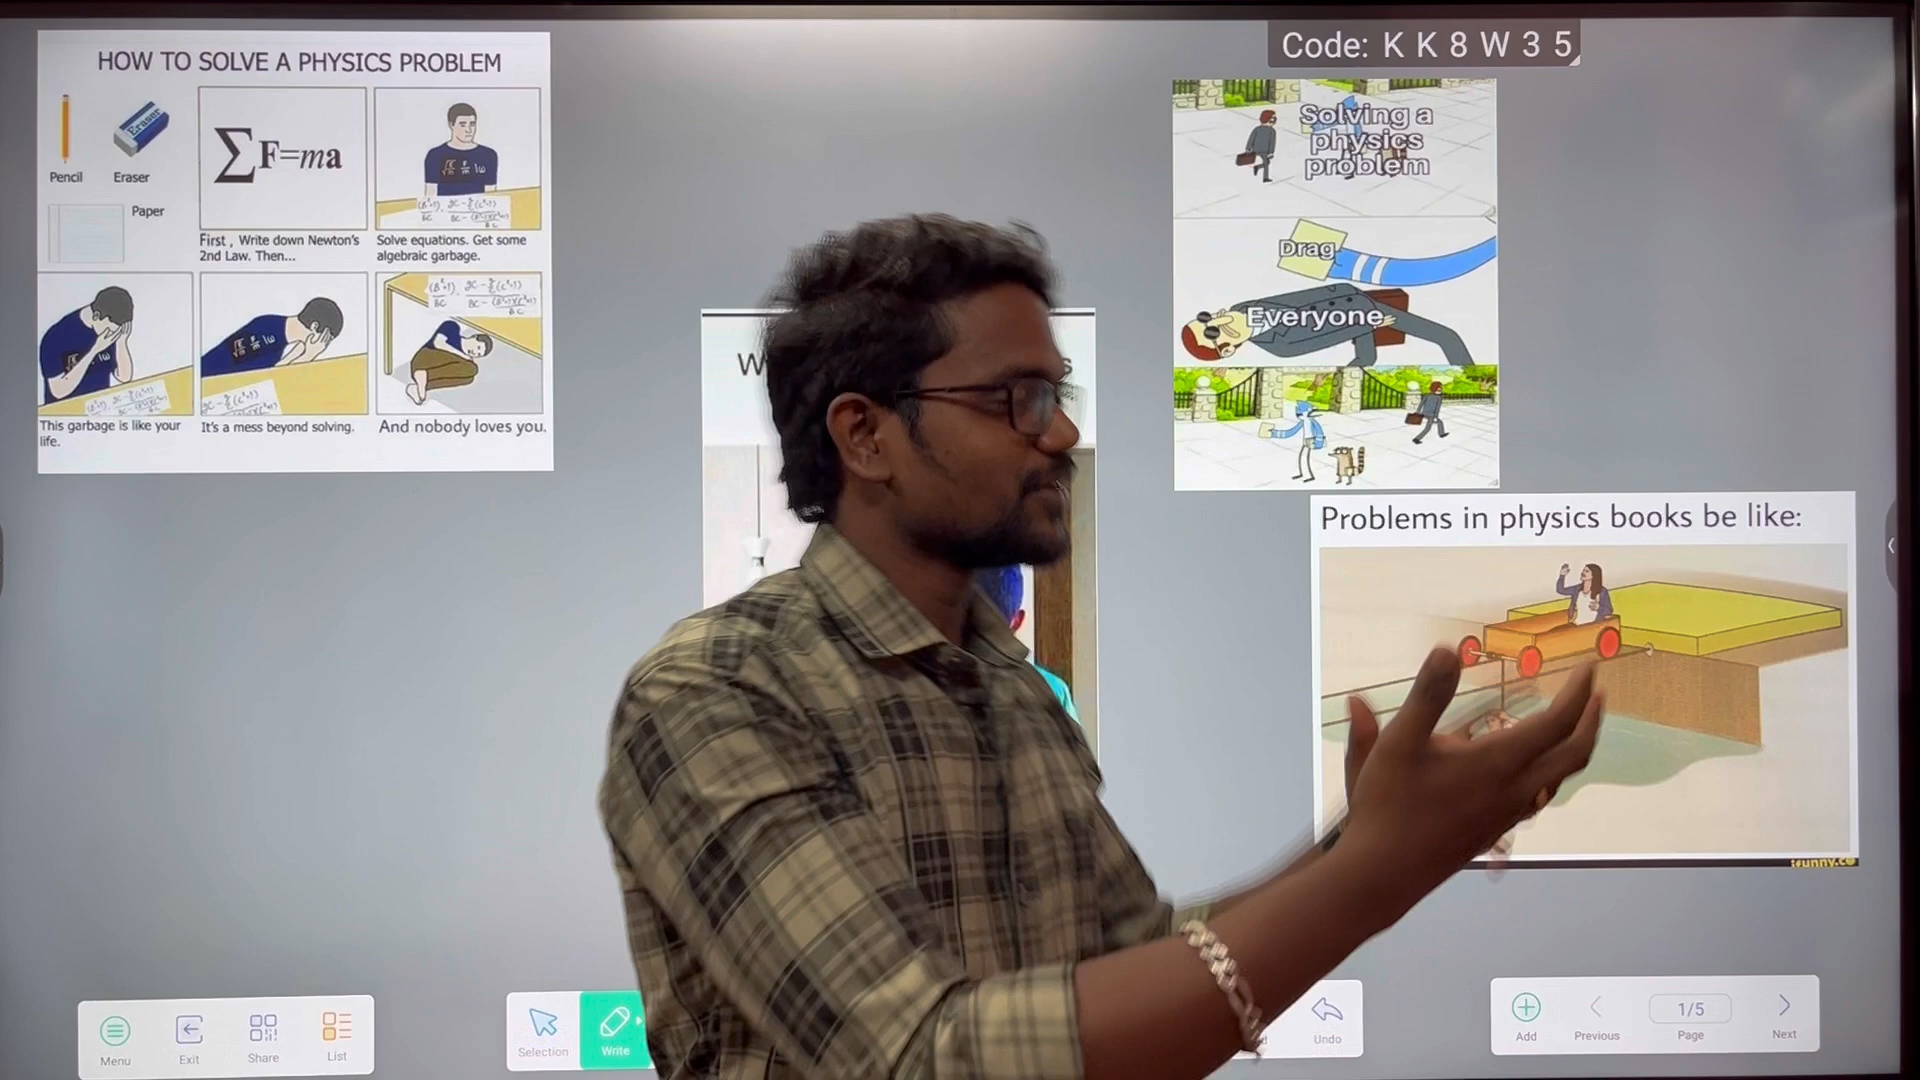 Code: K K 8 W 3 5
HOW TO SOLVE A PHYSICS PROBLEM
Pencil
Eraser
Eraser
Paper
∑F=ma
First , Write down Newton's
2nd Law. Then...
Solve equations. Get some
algebraic garbage.
This garbage is like your
life.
It's a mess beyond solving.
And nobody loves you.
Solving a
physics
problem
Drag
Everyone
Problems in physics books be like:
ifunny.co
Menu
Exit
Share
List
Selection
Write
Undo
Add
Previous
1/5
Page
Next